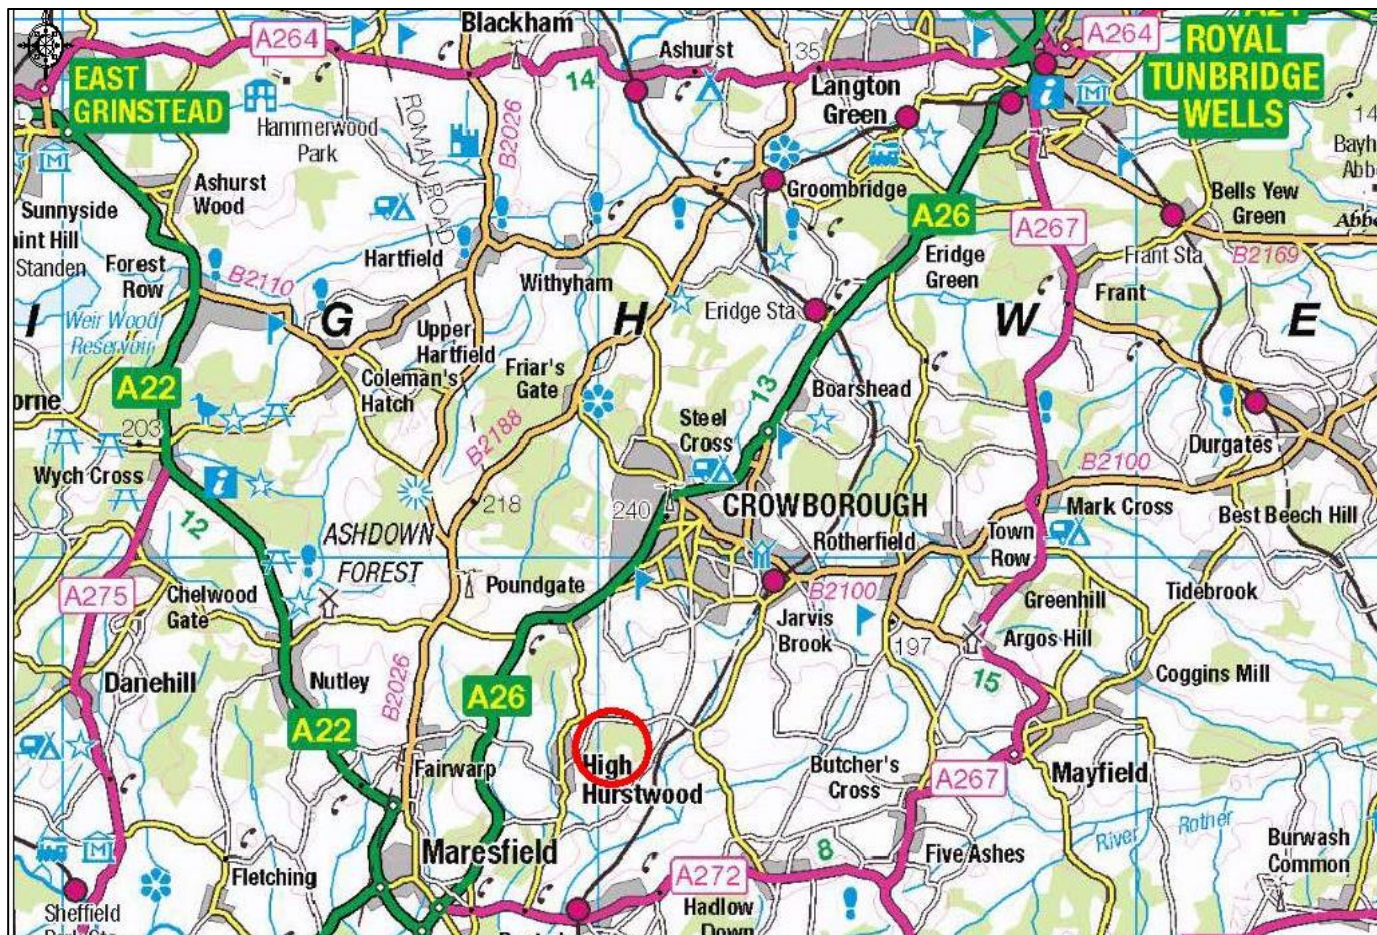 Blackham
A264
Ashurst
135
A264
ROYAL
TUNBRIDGE
WELLS
EAST
GRINSTEAD
14
Langton
Green
i
M
Hammerwood
Park
ROMAN ROAD
B2026
M
Ashurst
Wood
Groombridge
Bells Yew
Green
Sunnyside
A26
A267
Standen
Hartfield
Eridge
Green
Frant Sta
B2169
Forest
Row
B2110
Withyham
Frant
Weir Wood
Reservoir
I
G
H
W
E
Eridge Sta
Upper
Hartfield
A22
Coleman's
Hatch
Friar's
Gate
13
Boarshead
Steel
Cross
203
B2188
Durgates
Wych Cross
B2100
i
218
240
CROWBOROUGH
Mark Cross
12
ASHDOWN
FOREST
Rotherfield
Town
Row
Best Beech Hill
Poundgate
A275
Chelwood
Gate
B2100
Greenhill
Tidebrook
Jarvis
Brook
197
Argos Hill
15
Coggins Mill
Danehill
Nutley
B2026
A26
A22
Fairwarp
High
Hurstwood
Butcher's
Cross
A267
Mayfield
61
River Rother
M
Maresfield
8
Five Ashes
Burwash
Common
Fletching
A272
Sheffield
Hadlow
Down